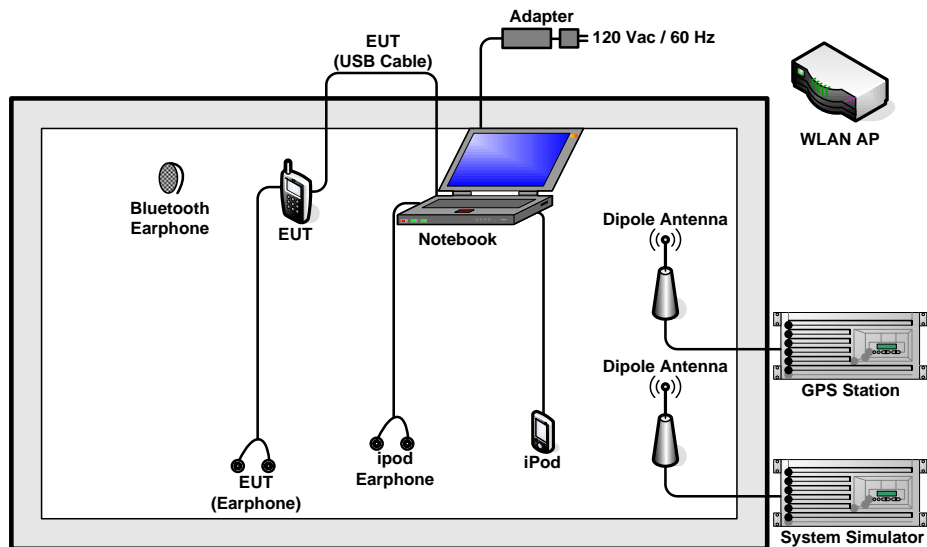 Adapter
120 Vac / 60 Hz
EUT
(USB Cable)
WLAN AP
Bluetooth
Earphone
EUT
Notebook
Dipole Antenna
GPS Station
Dipole Antenna
EUT
(Earphone)
ipod
Earphone
iPod
System Simulator